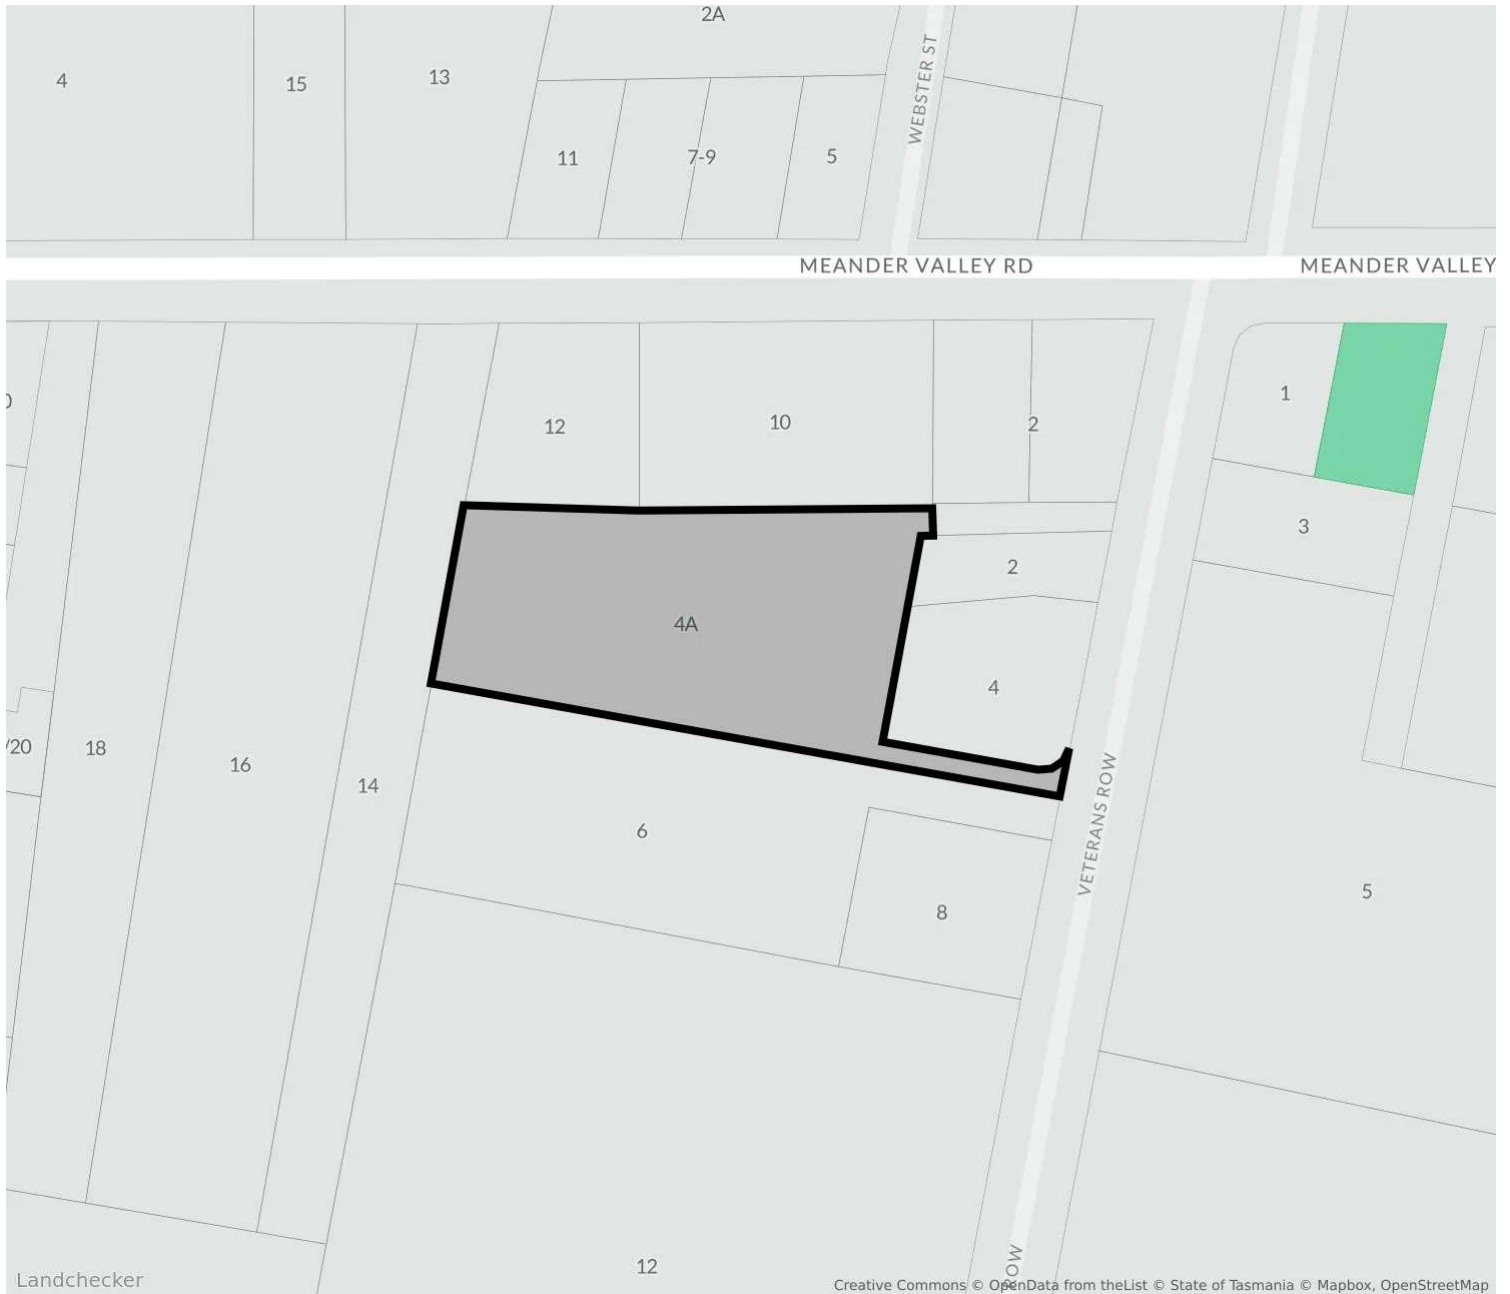 2A
4
15
13
11
7-9
5
WEBSTER ST
MEANDER VALLEY RD
MEANDER VALLEY
12
10
2
1
3
2
4A
4
/20
18
16
14
6
8
VETERANS ROW
5
12
ROW
Landchecker
Creative Commons © OpenData from theList © State of Tasmania © Mapbox, OpenStreetMap